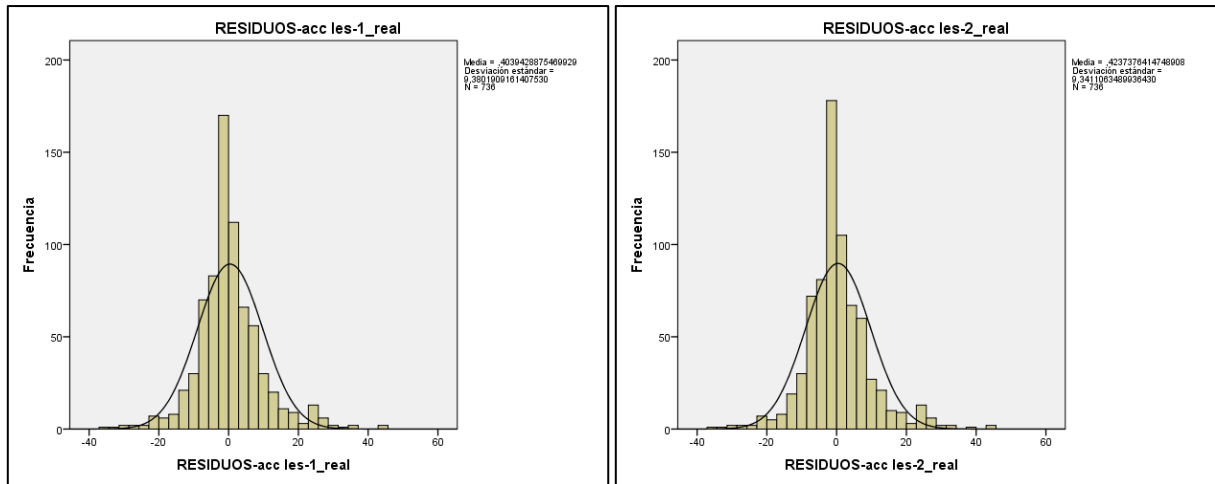 RESIDUOS-acc les-1_real
Media = ,4039428875469929
Desviación estándar =
9,3801909161407530
N = 736
Frecuencia
200
150
100
50
0
-40 -20 0 20 40 60
RESIDUOS-acc les-1_real
RESIDUOS-acc les-2_real
Media = ,4237376414748908
Desviación estándar =
9,3411063489936430
N = 736
Frecuencia
200
150
100
50
0
-40 -20 0 20 40 60
RESIDUOS-acc les-2_real